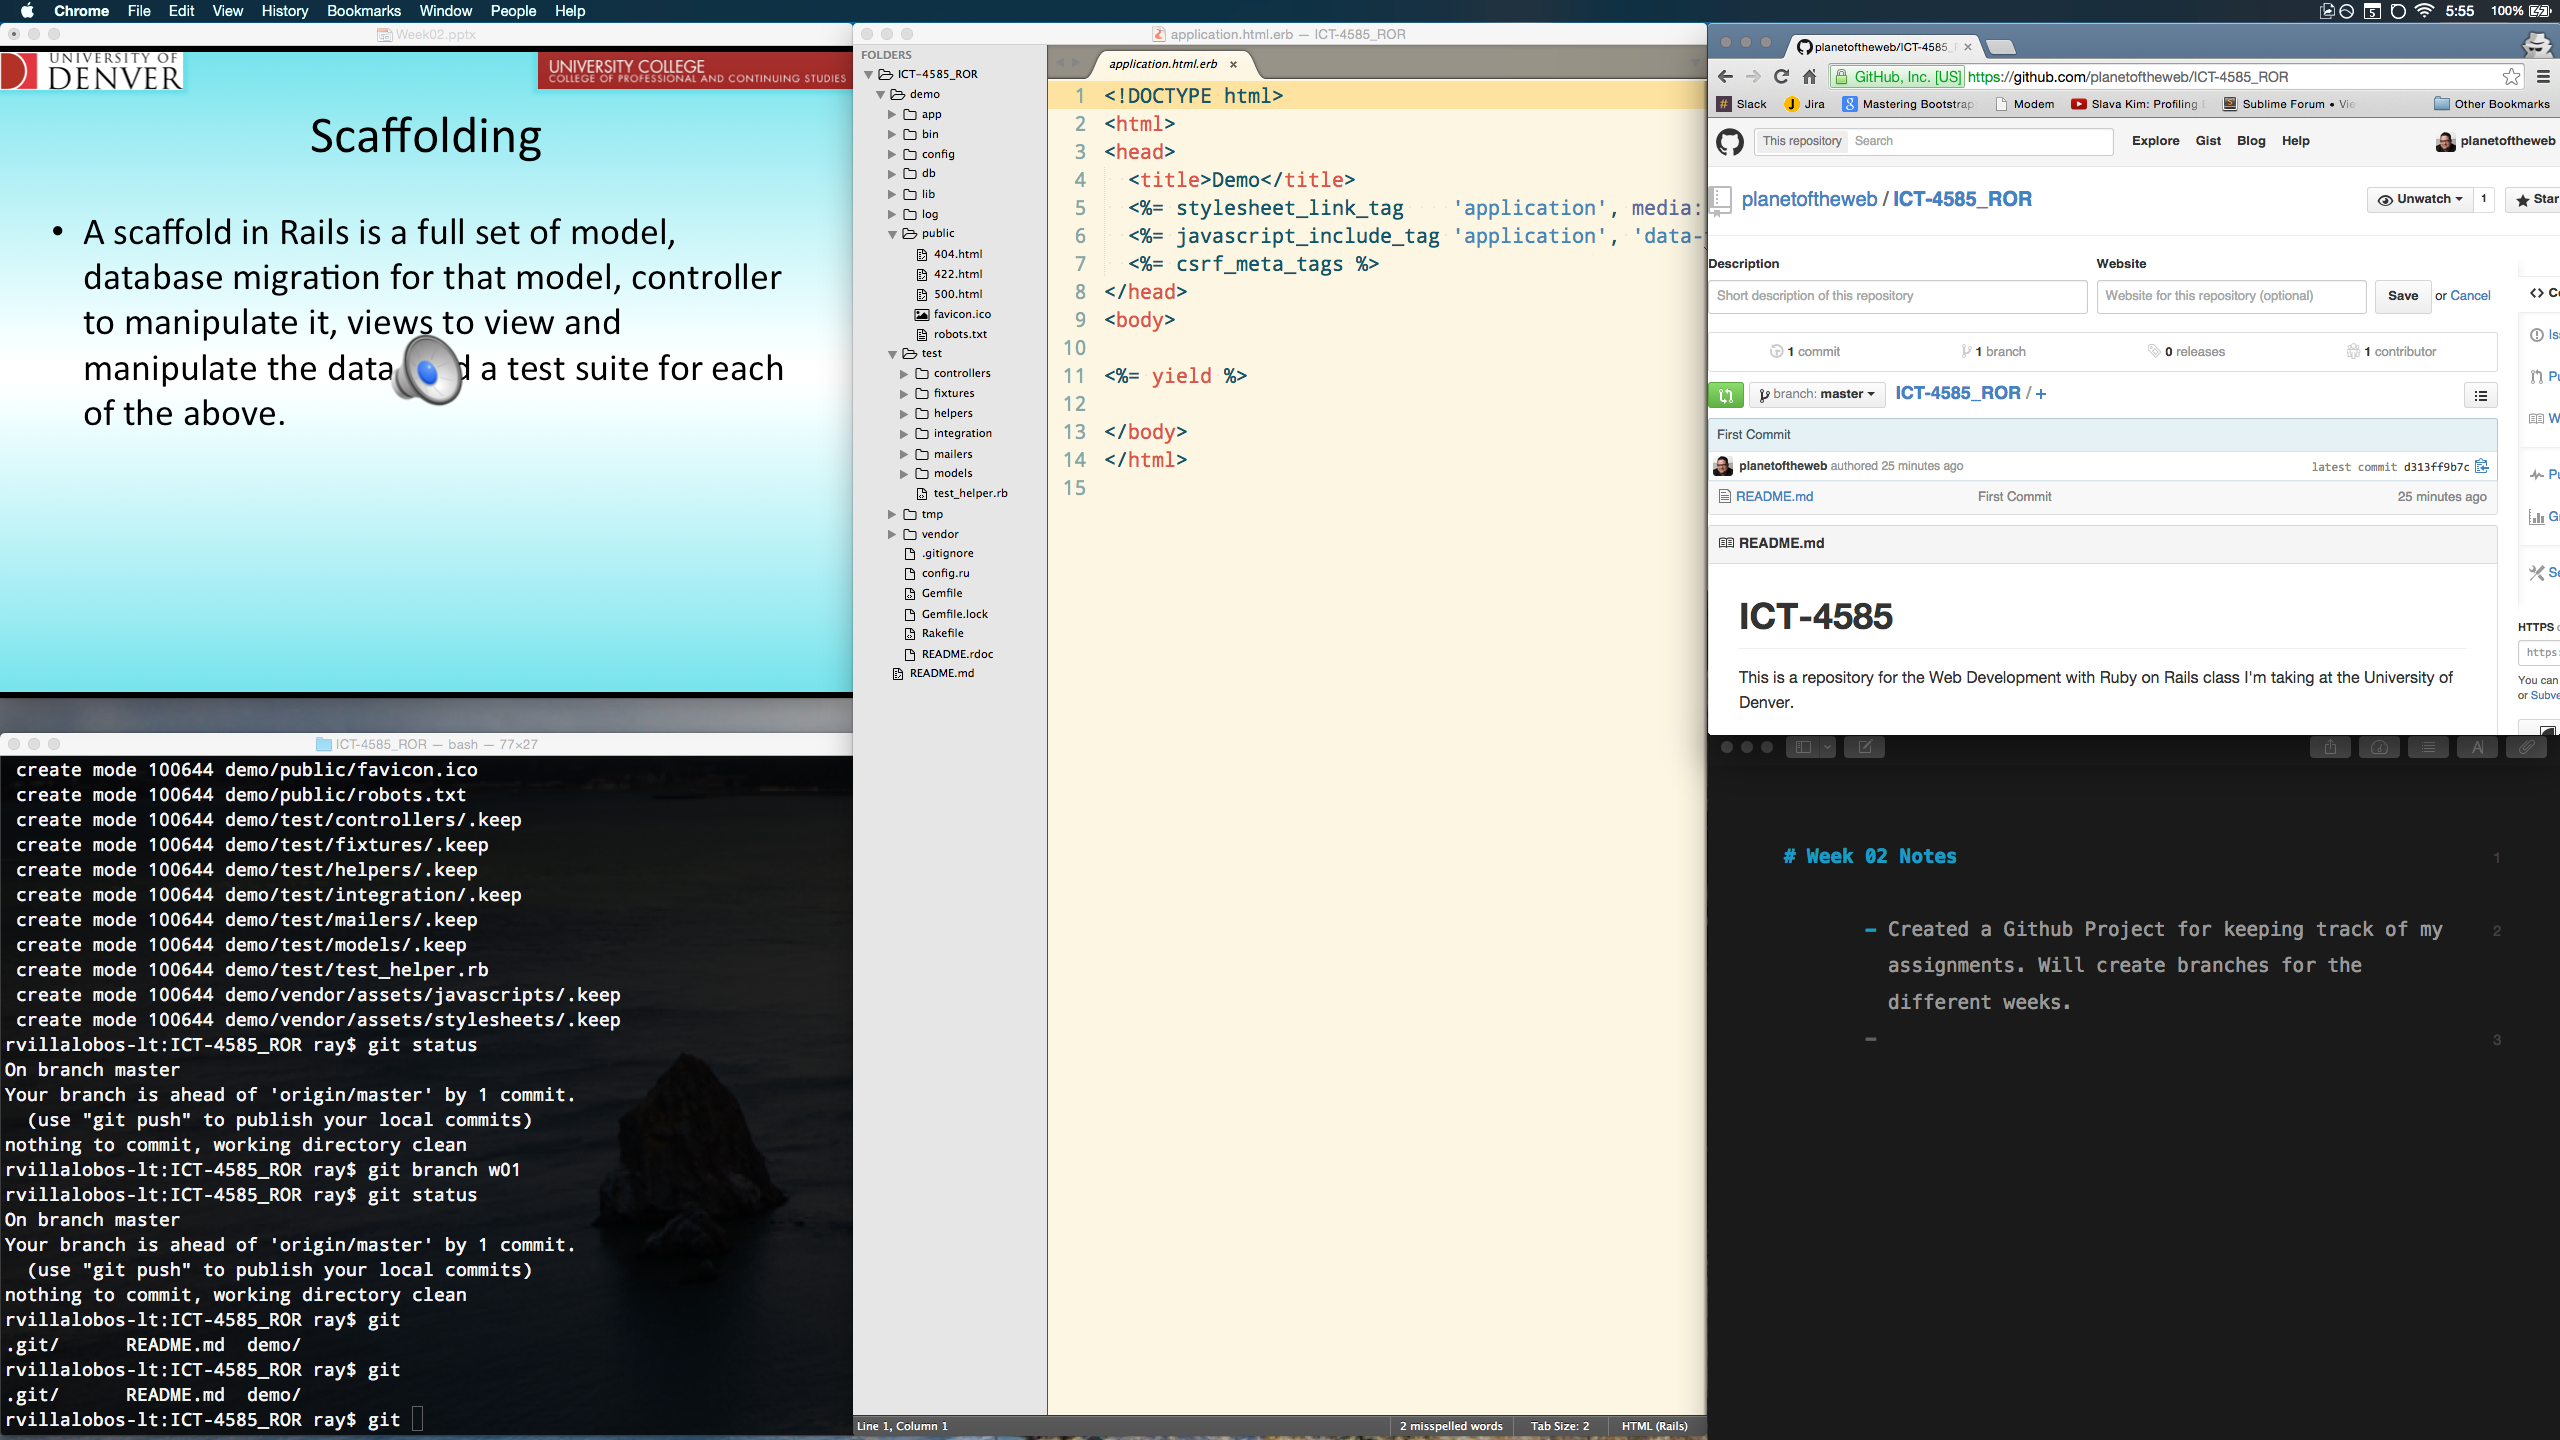 Chrome File Edit View History Bookmarks Window People Help
5 5:55 100%
Week02.pptx
UNIVERSITY OF
DENVER
UNIVERSITY COLLEGE
COLLEGE OF PROFESSIONAL AND CONTINUING STUDIES
Scaffolding
• A scaffold in Rails is a full set of model,
database migration for that model, controller
to manipulate it, views to view and
manipulate the data d a test suite for each
of the above.
ICT-4585_ROR — bash — 77×27
create mode 100644 demo/public/favicon.ico
create mode 100644 demo/public/robots.txt
create mode 100644 demo/test/controllers/.keep
create mode 100644 demo/test/fixtures/.keep
create mode 100644 demo/test/helpers/.keep
create mode 100644 demo/test/integration/.keep
create mode 100644 demo/test/mailers/.keep
create mode 100644 demo/test/models/.keep
create mode 100644 demo/test/test_helper.rb
create mode 100644 demo/vendor/assets/javascripts/.keep
create mode 100644 demo/vendor/assets/stylesheets/.keep
rvillalobos-lt:ICT-4585_ROR ray$ git status
On branch master
Your branch is ahead of 'origin/master' by 1 commit.
(use "git push" to publish your local commits)
nothing to commit, working directory clean
rvillalobos-lt:ICT-4585_ROR ray$ git branch w01
rvillalobos-lt:ICT-4585_ROR ray$ git status
On branch master
Your branch is ahead of 'origin/master' by 1 commit.
(use "git push" to publish your local commits)
nothing to commit, working directory clean
rvillalobos-lt:ICT-4585_ROR ray$ git
.git/ README.md demo/
rvillalobos-lt:ICT-4585_ROR ray$ git
.git/ README.md demo/
rvillalobos-lt:ICT-4585_ROR ray$ git
application.html.erb — ICT-4585_ROR
FOLDERS
ICT-4585_ROR
demo
app
bin
config
db
lib
log
public
404.html
422.html
500.html
favicon.ico
robots.txt
test
controllers
fixtures
helpers
integration
mailers
models
test_helper.rb
tmp
vendor
.gitignore
config.ru
Gemfile
Gemfile.lock
Rakefile
README.rdoc
README.md
application.html.erb ×
1 <!DOCTYPE html>
2 <html>
3 <head>
4 <title>Demo</title>
5 <%= stylesheet_link_tag 'application', media:
6 <%= javascript_include_tag 'application', 'data-
7 <%= csrf_meta_tags %>
8 </head>
9 <body>
10
11 <%= yield %>
12
13 </body>
14 </html>
15
Line 1, Column 1 2 misspelled words Tab Size: 2 HTML (Rails)
planetoftheweb/ICT-4585_ ×
GitHub, Inc. [US] https://github.com/planetoftheweb/ICT-4585_ROR
# Slack J Jira 8 Mastering Bootstrap Modem Slava Kim: Profiling Sublime Forum • Vie Other Bookmarks
This repository Search Explore Gist Blog Help planetoftheweb
planetoftheweb / ICT-4585_ROR Unwatch 1 Star
Description Website
Short description of this repository Website for this repository (optional) Save or Cancel
1 commit 1 branch 0 releases 1 contributor
branch: master ICT-4585_ROR / +
First Commit
planetoftheweb authored 25 minutes ago latest commit d313ff9b7c
README.md First Commit 25 minutes ago
README.md
ICT-4585
This is a repository for the Web Development with Ruby on Rails class I'm taking at the University of
Denver.
<> C
Is
Pu
W
Pu
G
Se
HTTPS
https:
You can
or Subve
# Week 02 Notes 1
- Created a Github Project for keeping track of my 2
assignments. Will create branches for the
different weeks.
- 3